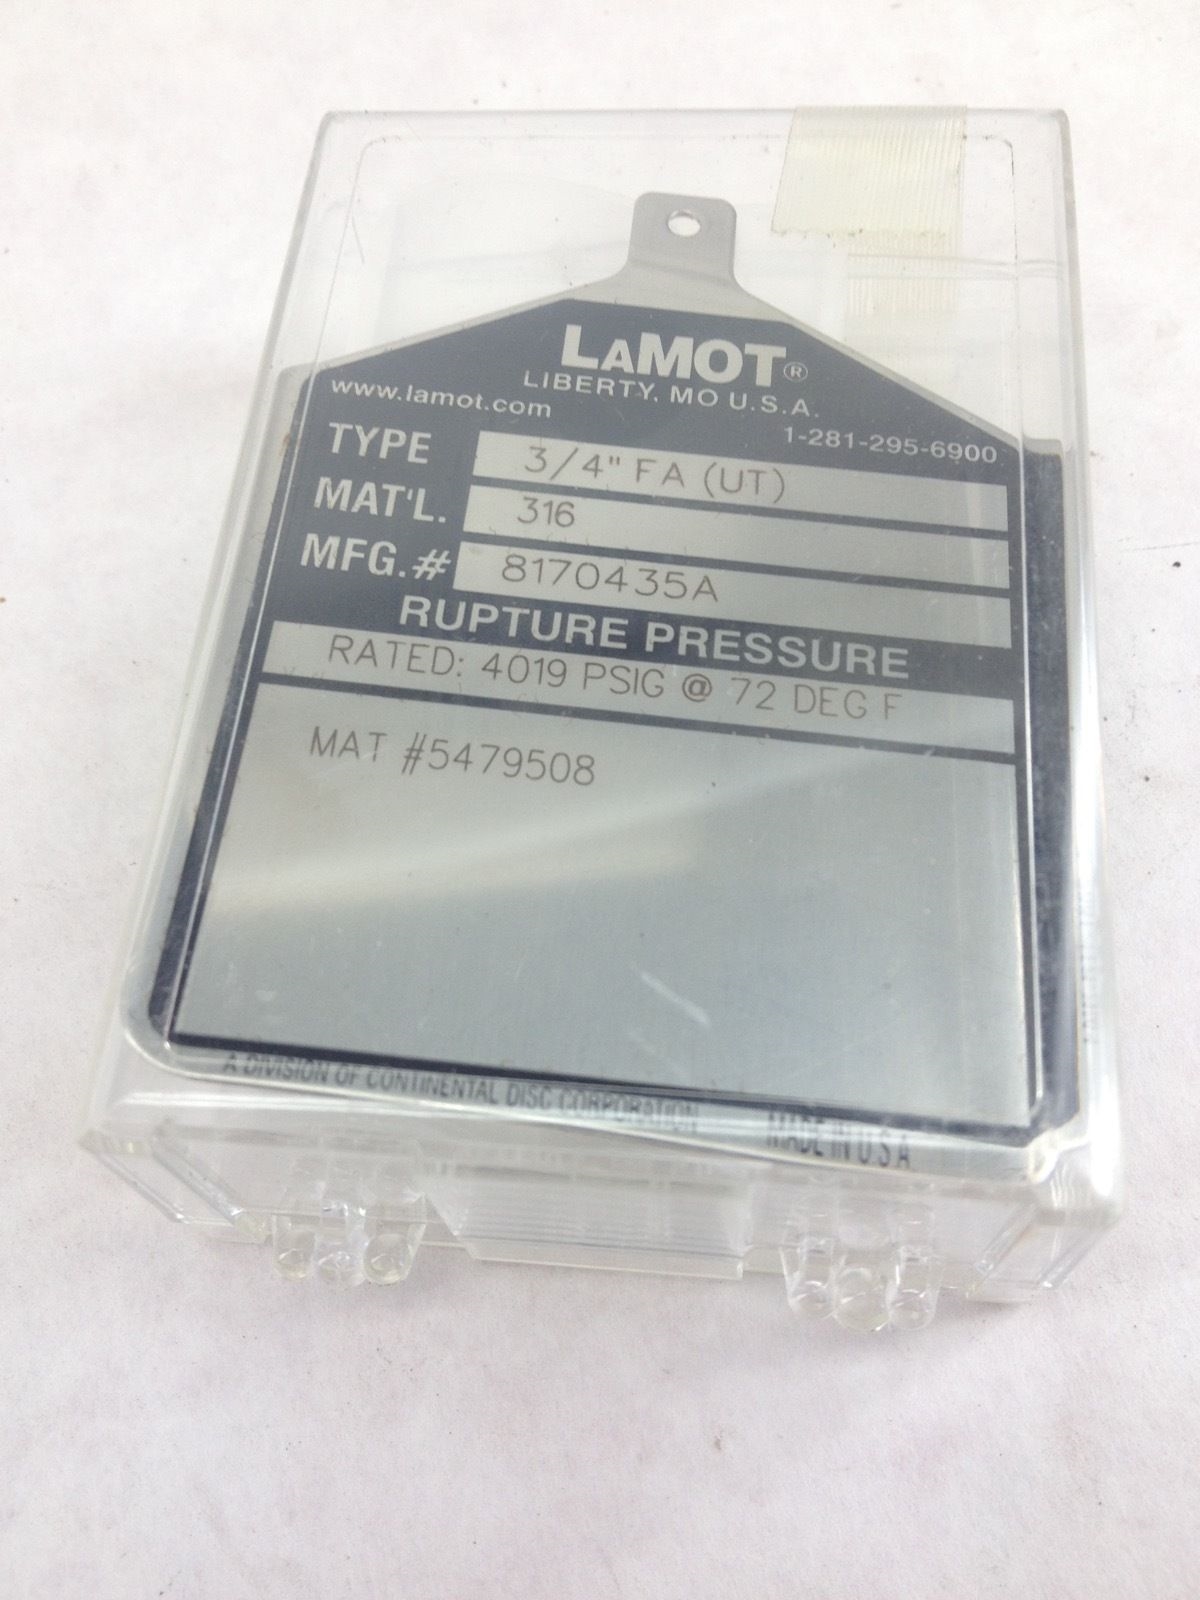 LaMOT®
LIBERTY, MO U.S.A.
www.lamot.com
1-281-295-6900
TYPE 3/4" FA (UT)
MAT'L. 316
MFG.# 8170435A
RUPTURE PRESSURE
RATED: 4019 PSIG @ 72 DEG F
MAT #5479508
A DIVISION OF CONTINENTAL DISC CORPORATION MADE IN U S A